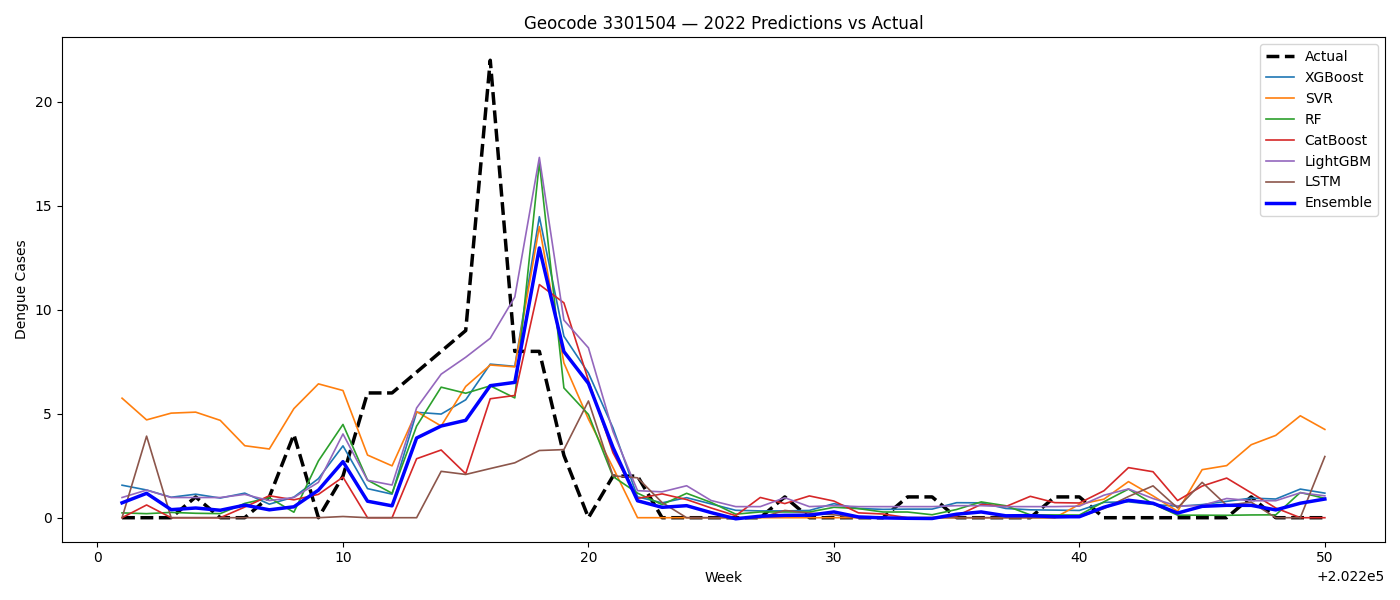 Geocode 3301504 — 2022 Predictions vs Actual
Dengue Cases
20
15
10
5
0
Actual
XGBoost
SVR
RF
CatBoost
LightGBM
LSTM
Ensemble
0 10 20 30 40 50
Week
+2.022e5